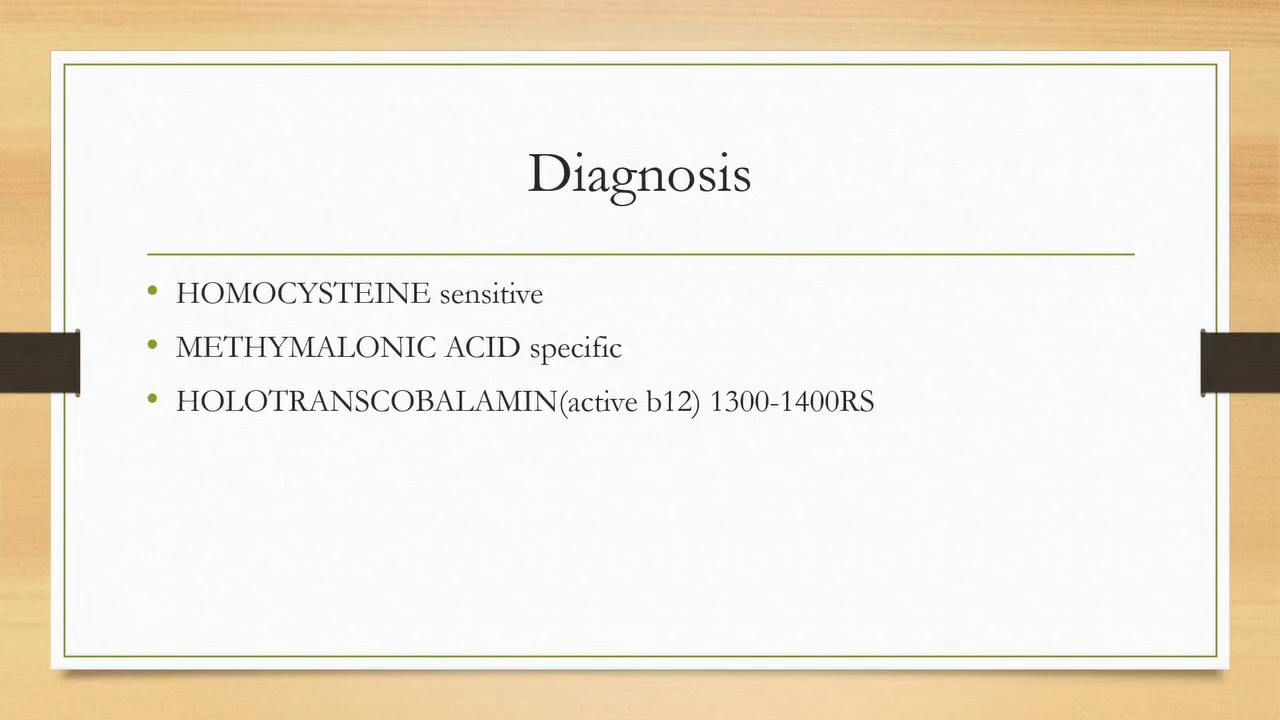 Diagnosis
• HOMOCYSTEINE sensitive
• METHYMALONIC ACID specific
• HOLOTRANSCOBALAMIN(active b12) 1300-1400RS